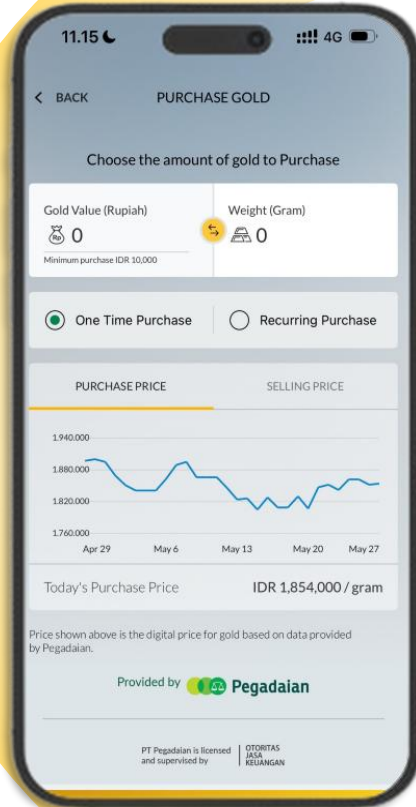 11.15
4G
BACK
PURCHASE GOLD
Choose the amount of gold to Purchase
Gold Value (Rupiah)
Weight (Gram)
Rp
0
0
Minimum purchase IDR 10,000
One Time Purchase
Recurring Purchase
PURCHASE PRICE
SELLING PRICE
1.940.000
1.880.000
1.820.000
1.760.000
Apr 29 May 6 May 13 May 20 May 27
Today's Purchase Price
IDR 1,854,000 / gram
Price shown above is the digital price for gold based on data provided
by Pegadaian.
Provided by Pegadaian
PT Pegadaian is licensed
and supervised by
OTORITAS
JASA
KEUANGAN